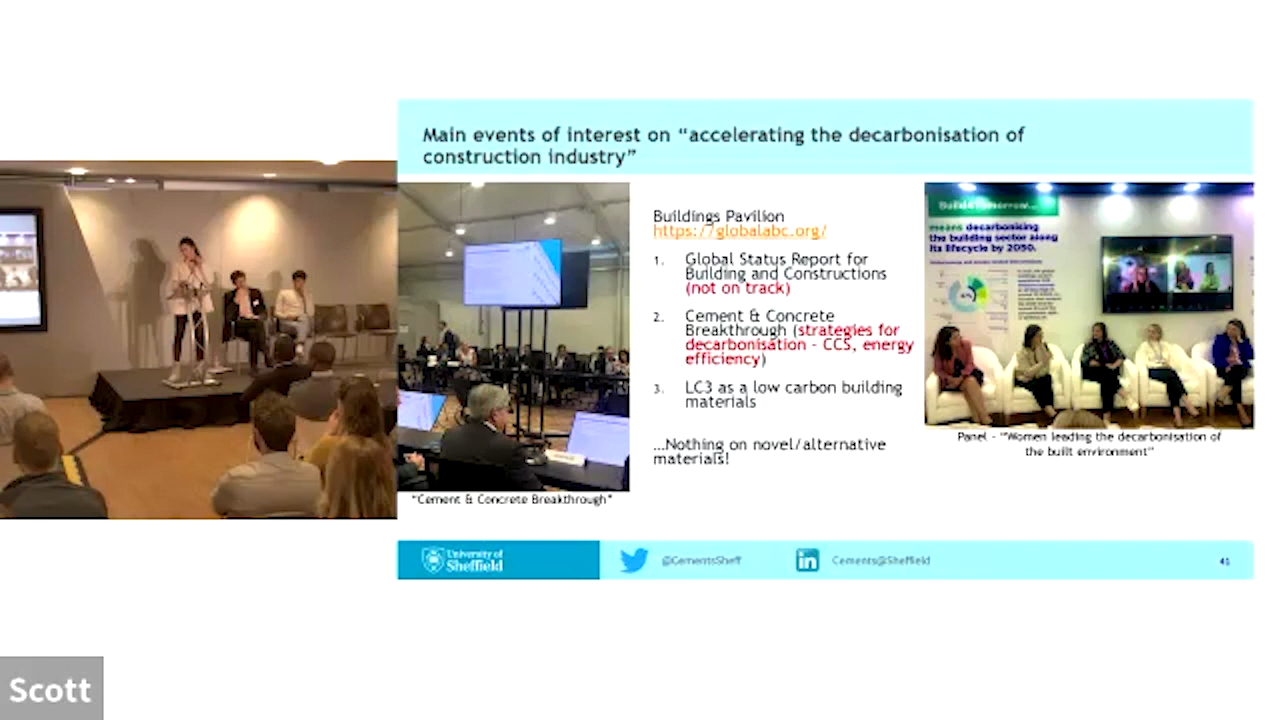 Main events of interest on “accelerating the decarbonisation of
construction industry”
Buildings Pavilion
https://globalabc.org/
1. Global Status Report for
Building and Constructions
(not on track)
2. Cement & Concrete
Breakthrough (strategies for
decarbonisation - CCS, energy
efficiency)
3. LC3 as a low carbon building
materials
...Nothing on novel/alternative
materials!
"Cement & Concrete Breakthrough"
means decarbonising
the building sector along
its lifecycle by 2050.
Panel - "Women leading the decarbonisation of
the built environment"
University of
Sheffield
@CementsSheff
in
Cements@Sheffield
41
Scott